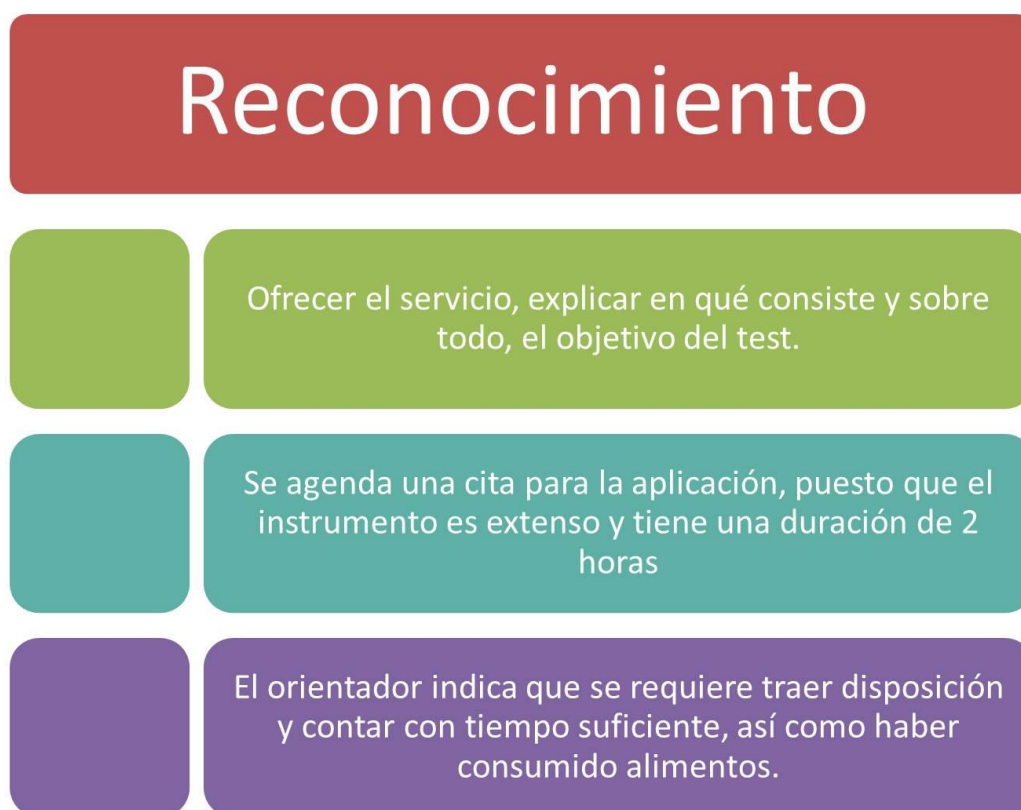 Reconocimiento
Ofrecer el servicio, explicar en qué consiste y sobre
todo, el objetivo del test.
Se agenda una cita para la aplicación, puesto que el
instrumento es extenso y tiene una duración de 2
horas
El orientador indica que se requiere traer disposición
y contar con tiempo suficiente, así como haber
consumido alimentos.